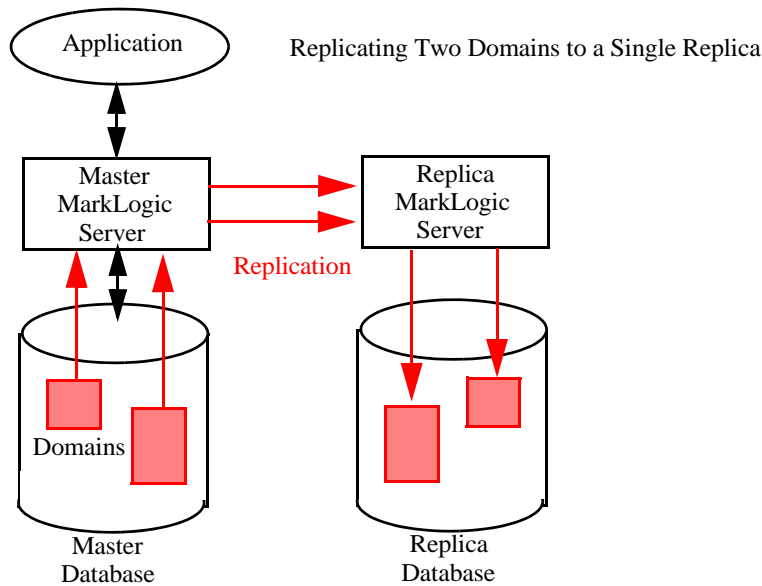 Application
Replicating Two Domains to a Single Replica
Master
MarkLogic
Server
Replica
MarkLogic
Server
Replication
Domains
Master
Database
Replica
Database